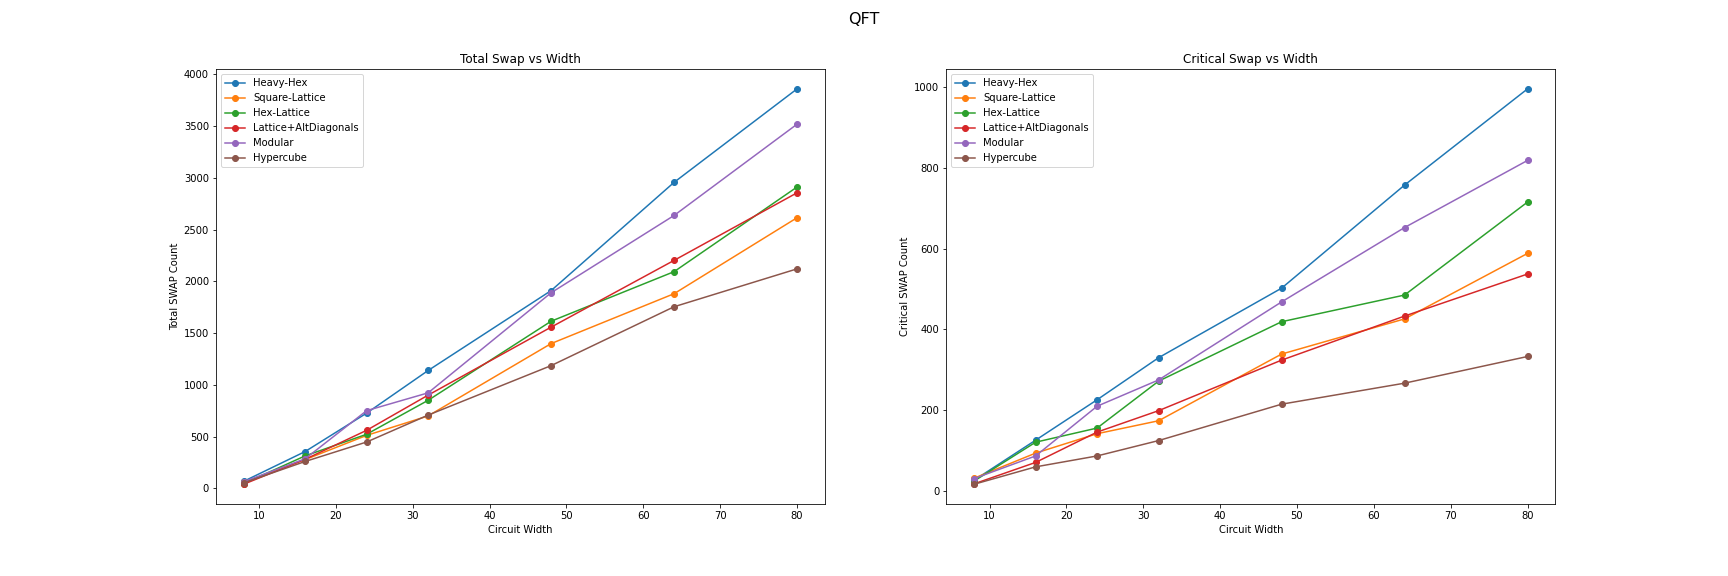 QFT
Total Swap vs Width
Total SWAP Count
4000
3500
3000
2500
2000
1500
1000
500
0
Heavy-Hex
Square-Lattice
Hex-Lattice
Lattice+AltDiagonals
Modular
Hypercube
10 20 30 40 50 60 70 80
Circuit Width
Critical Swap vs Width
Critical SWAP Count
1000
800
600
400
200
0
Heavy-Hex
Square-Lattice
Hex-Lattice
Lattice+AltDiagonals
Modular
Hypercube
10 20 30 40 50 60 70 80
Circuit Width